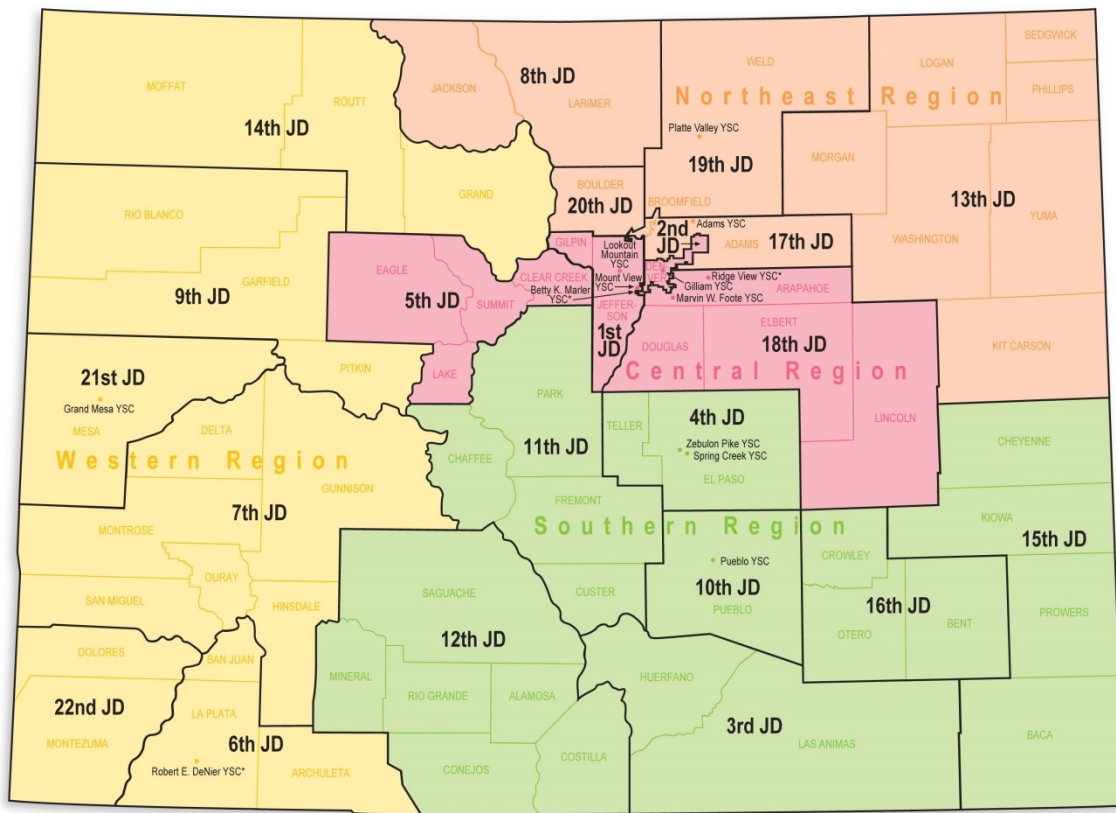 SEDGWICK
LOGAN
WELD
8th JD
JACKSON
MOFFAT
PHILLIPS
LARIMER
Northeast Region
ROUTT
14th JD
Platte Valley YSC
19th JD
MORGAN
BOULDER
GRAND
13th JD
BROOMFIELD
20th JD
RIO BLANCO
YUMA
2nd
JD
Adams YSC
WASHINGTON
ADAMS
17th JD
GILPIN
Lookout
Mountain
YSC
EAGLE
DEN-
VER
CLEAR CREEK
Mount View
YSC
Ridge View YSC*
GARFIELD
Gilliam YSC
ARAPAHOE
Betty K. Marler
YSC*
Marvin W. Foote YSC
9th JD
5th JD
SUMMIT
JEFFER-
SON
1st
JD
ELBERT
18th JD
DOUGLAS
KIT CARSON
LAKE
PITKIN
Central Region
21st JD
Grand Mesa YSC
MESA
PARK
4th JD
LINCOLN
DELTA
TELLER
11th JD
Zebulon Pike YSC
Spring Creek YSC
CHEYENNE
Western Region
CHAFFEE
GUNNISON
EL PASO
FREMONT
7th JD
KIOWA
Southern Region
MONTROSE
15th JD
CROWLEY
Pueblo YSC
OURAY
10th JD
CUSTER
SAGUACHE
SAN MIGUEL
HINSDALE
16th JD
PUEBLO
PROWERS
BENT
OTERO
12th JD
DOLORES
SAN JUAN
MINERAL
HUERFANO
RIO GRANDE
ALAMOSA
22nd JD
LA PLATA
3rd JD
BACA
6th JD
MONTEZUMA
LAS ANIMAS
COSTILLA
Robert E. DeNier YSC*
ARCHULETA
CONEJOS